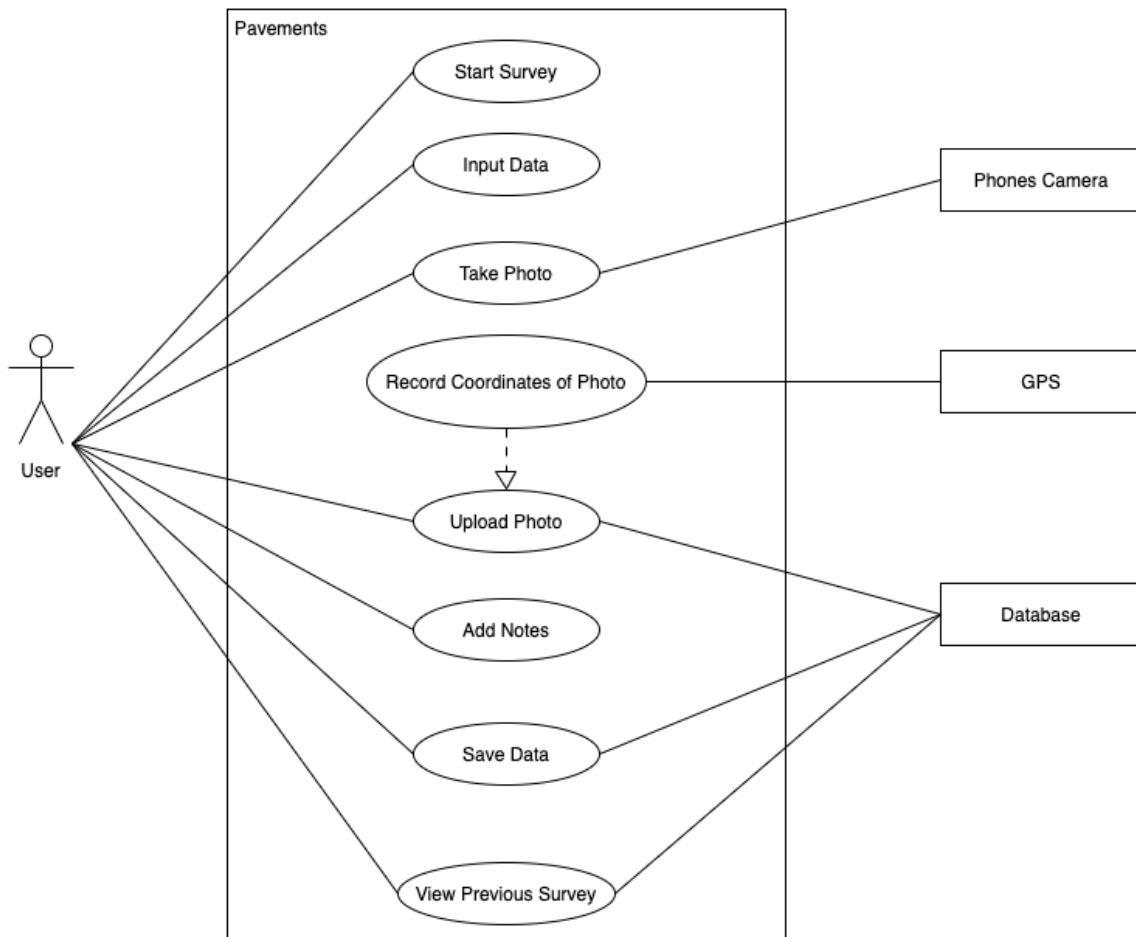 Pavements
Start Survey
Input Data
Phones Camera
Take Photo
Record Coordinates of Photo
GPS
User
Upload Photo
Database
Add Notes
Save Data
View Previous Survey